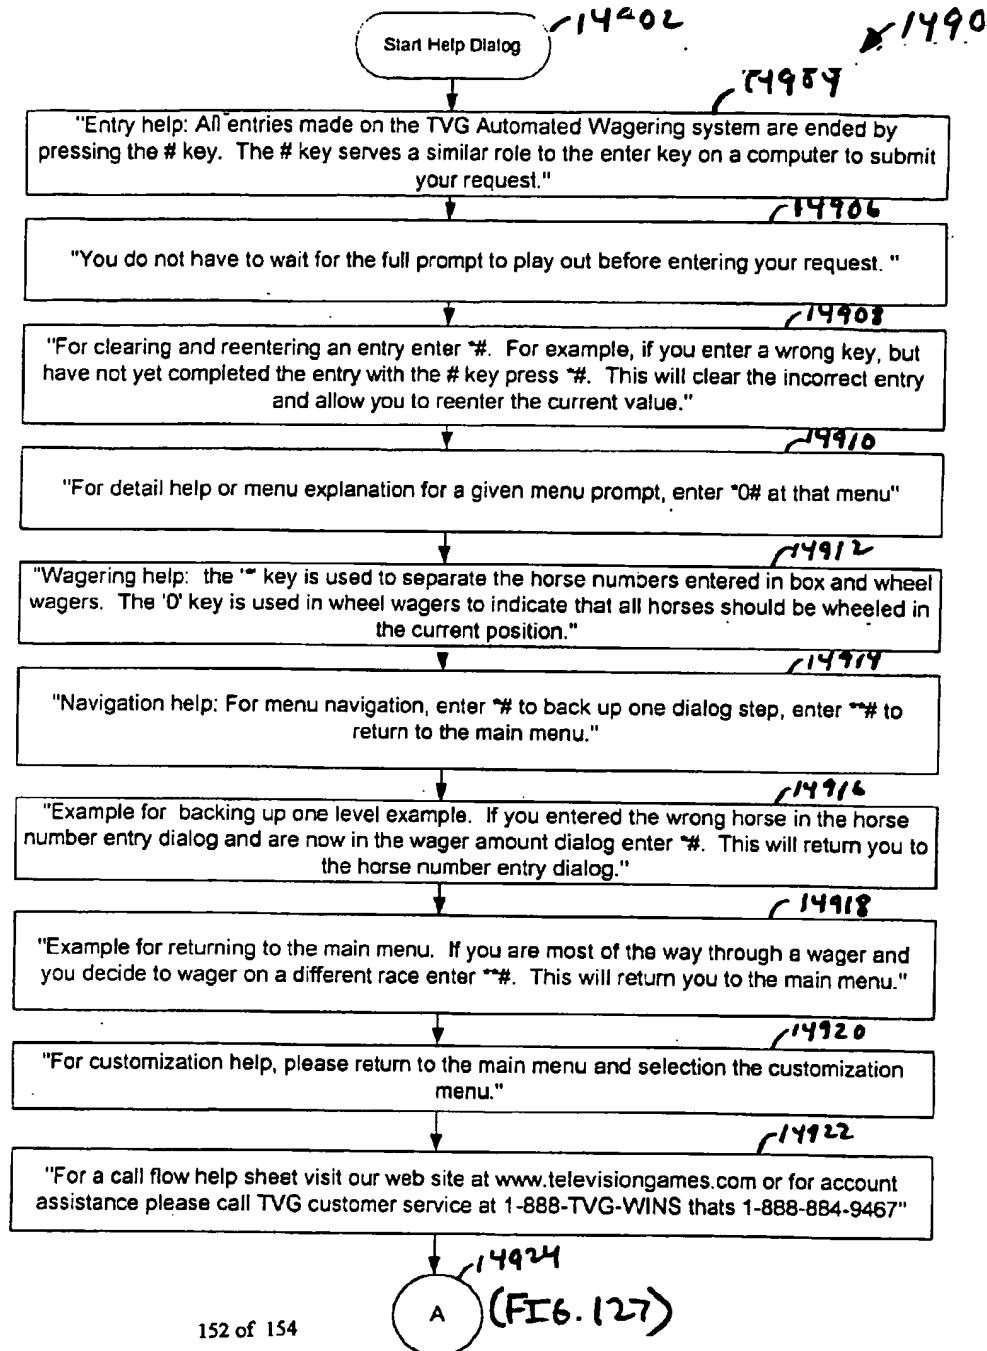 14902
1490
Start Help Dialog
14904
"Entry help: All entries made on the TVG Automated Wagering system are ended by
pressing the # key. The # key serves a similar role to the enter key on a computer to submit
your request."
14906
"You do not have to wait for the full prompt to play out before entering your request. "
14908
"For clearing and reentering an entry enter *#. For example, if you enter a wrong key, but
have not yet completed the entry with the # key press *#. This will clear the incorrect entry
and allow you to reenter the current value."
14910
"For detail help or menu explanation for a given menu prompt, enter *0# at that menu"
14912
"Wagering help: the '*' key is used to separate the horse numbers entered in box and wheel
wagers. The '0' key is used in wheel wagers to indicate that all horses should be wheeled in
the current position."
14914
"Navigation help: For menu navigation, enter *# to back up one dialog step, enter **# to
return to the main menu."
14916
"Example for backing up one level example. If you entered the wrong horse in the horse
number entry dialog and are now in the wager amount dialog enter *#. This will return you to
the horse number entry dialog."
14918
"Example for returning to the main menu. If you are most of the way through a wager and
you decide to wager on a different race enter **#. This will return you to the main menu."
14920
"For customization help, please return to the main menu and selection the customization
menu."
14922
"For a call flow help sheet visit our web site at www.televisiongames.com or for account
assistance please call TVG customer service at 1-888-TVG-WINS thats 1-888-884-9467"
14924
A
(FIG. 127)
152 of 154